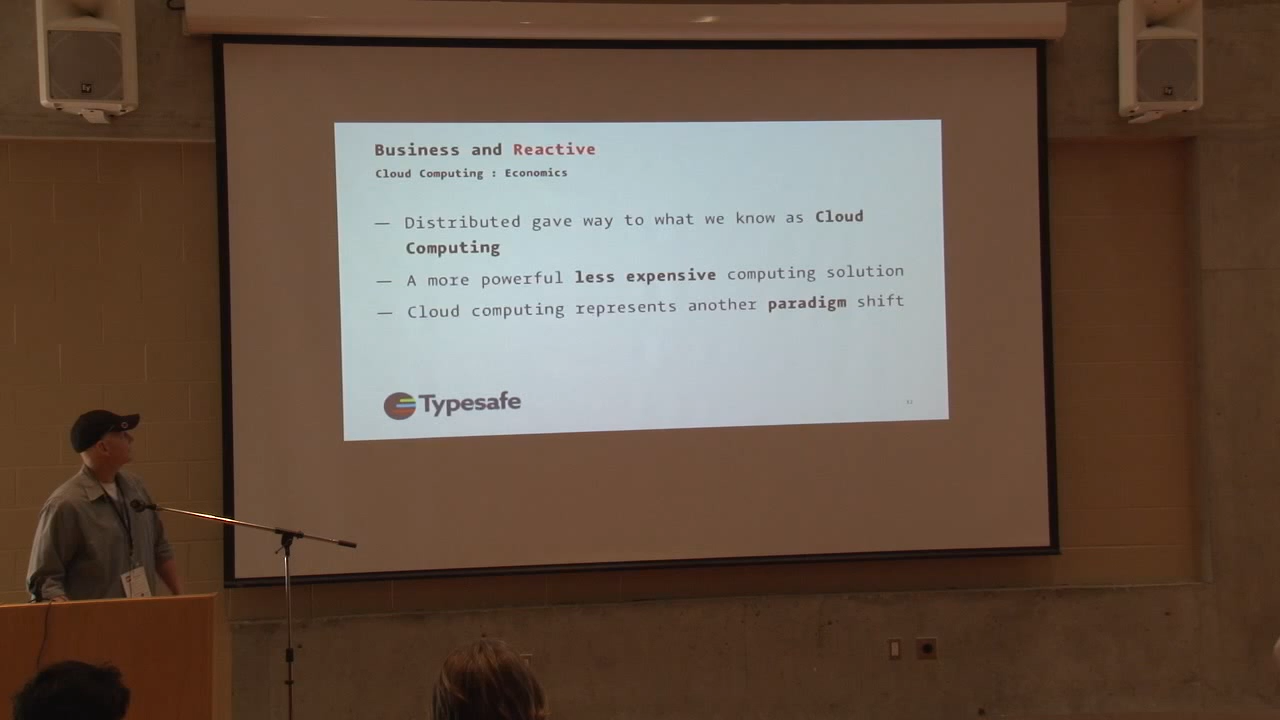 Business and Reactive
Cloud Computing : Economics
— Distributed gave way to what we know as Cloud
Computing
— A more powerful less expensive computing solution
— Cloud computing represents another paradigm shift
Typesafe